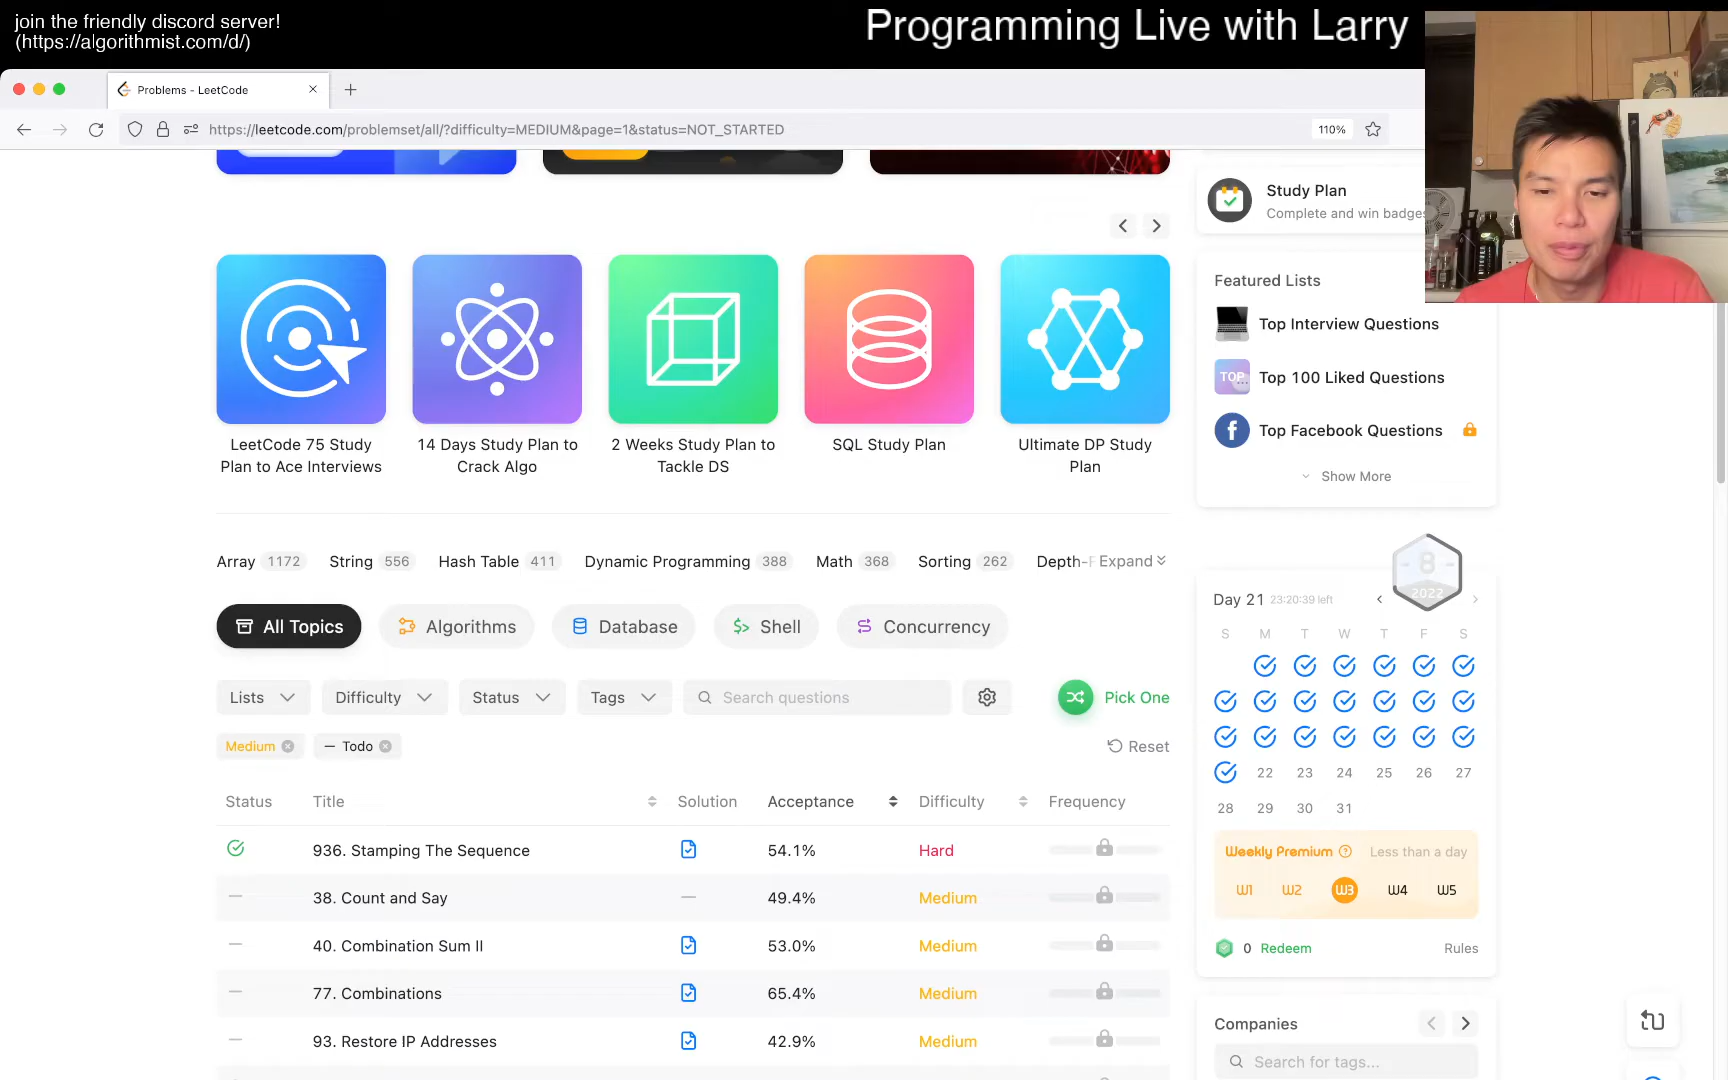 join the friendly discord server!
(https://algorithmist.com/d/)
Programming Live with Larry
Problems - LeetCode
https://leetcode.com/problemset/all/?difficulty=MEDIUM&page=1&status=NOT_STARTED
110%
Study Plan
Complete and win badges
Featured Lists
Top Interview Questions
TOP
Top 100 Liked Questions
Top Facebook Questions
Show More
LeetCode 75 Study
Plan to Ace Interviews
14 Days Study Plan to
Crack Algo
2 Weeks Study Plan to
Tackle DS
SQL Study Plan
Ultimate DP Study
Plan
Array 1172 String 556 Hash Table 411 Dynamic Programming 388 Math 368 Sorting 262 Depth-F Expand
All Topics Algorithms Database Shell Concurrency
Lists Difficulty Status Tags Search questions Pick One
Medium Todo Reset
Status Title Solution Acceptance Difficulty Frequency
936. Stamping The Sequence 54.1% Hard
38. Count and Say 49.4% Medium
40. Combination Sum II 53.0% Medium
77. Combinations 65.4% Medium
93. Restore IP Addresses 42.9% Medium
8
2022
Day 21 23:20:39 left
S M T W T F S
22 23 24 25 26 27
28 29 30 31
Weekly Premium Less than a day
W1 W2 W3 W4 W5
0 Redeem Rules
Companies
Search for tags...